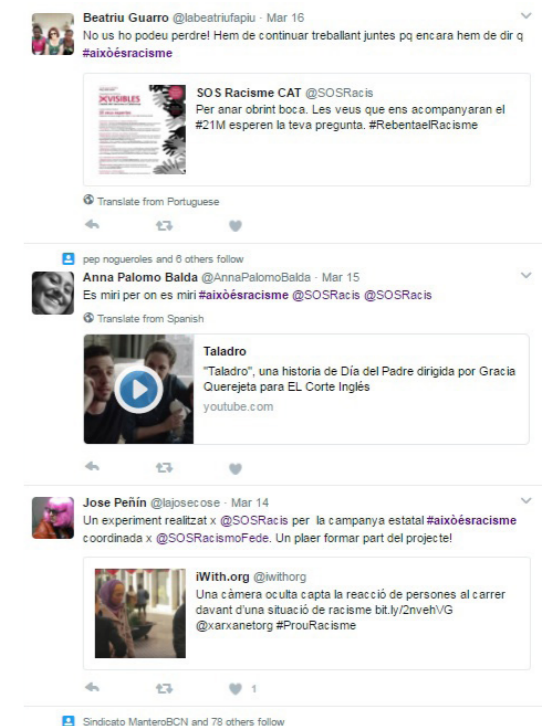 Beatriu Guarro @labeatriufapiu · Mar 16
No us ho podeu perdre! Hem de continuar treballant juntes pq encara hem de dir q
#aixòésracisme
XVISIBLES
SOS Racisme CAT @SOSRacis
Per anar obrint boca. Les veus que ens acompanyaran el
#21M esperen la teva pregunta. #RebentaelRacisme
Translate from Portuguese
pep nogueroles and 6 others follow
Anna Palomo Balda @AnnaPalomoBalda · Mar 15
Es miri per on es miri #aixòésracisme @SOSRacis @SOSRacis
Translate from Spanish
Taladro
"Taladro", una historia de Día del Padre dirigida por Gracia
Querejeta para EL Corte Inglés
youtube.com
Jose Peñín @lajosecose · Mar 14
Un experiment realitzat x @SOSRacis per la campanya estatal #aixòésracisme
coordinada x @SOSRacismoFede. Un plaer formar part del projecte!
iWith.org @iwithorg
Una càmera oculta capta la reacció de persones al carrer
davant d'una situació de racisme bit.ly/2nvehVG
@xarxanetorg #ProuRacisme
1
Sindicato ManteroBCN and 78 others follow